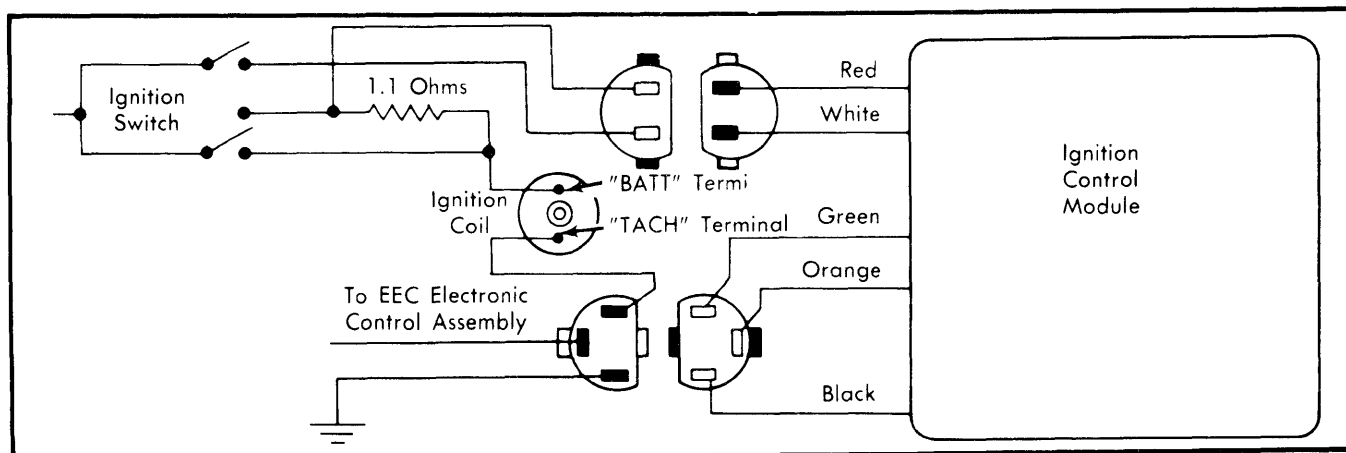 Ignition
Switch
1.1 Ohms
Red
White
Ignition
Control
Module
"BATT" Termi
Ignition
Coil
"TACH" Terminal
Green
Orange
To EEC Electronic
Control Assembly
Black